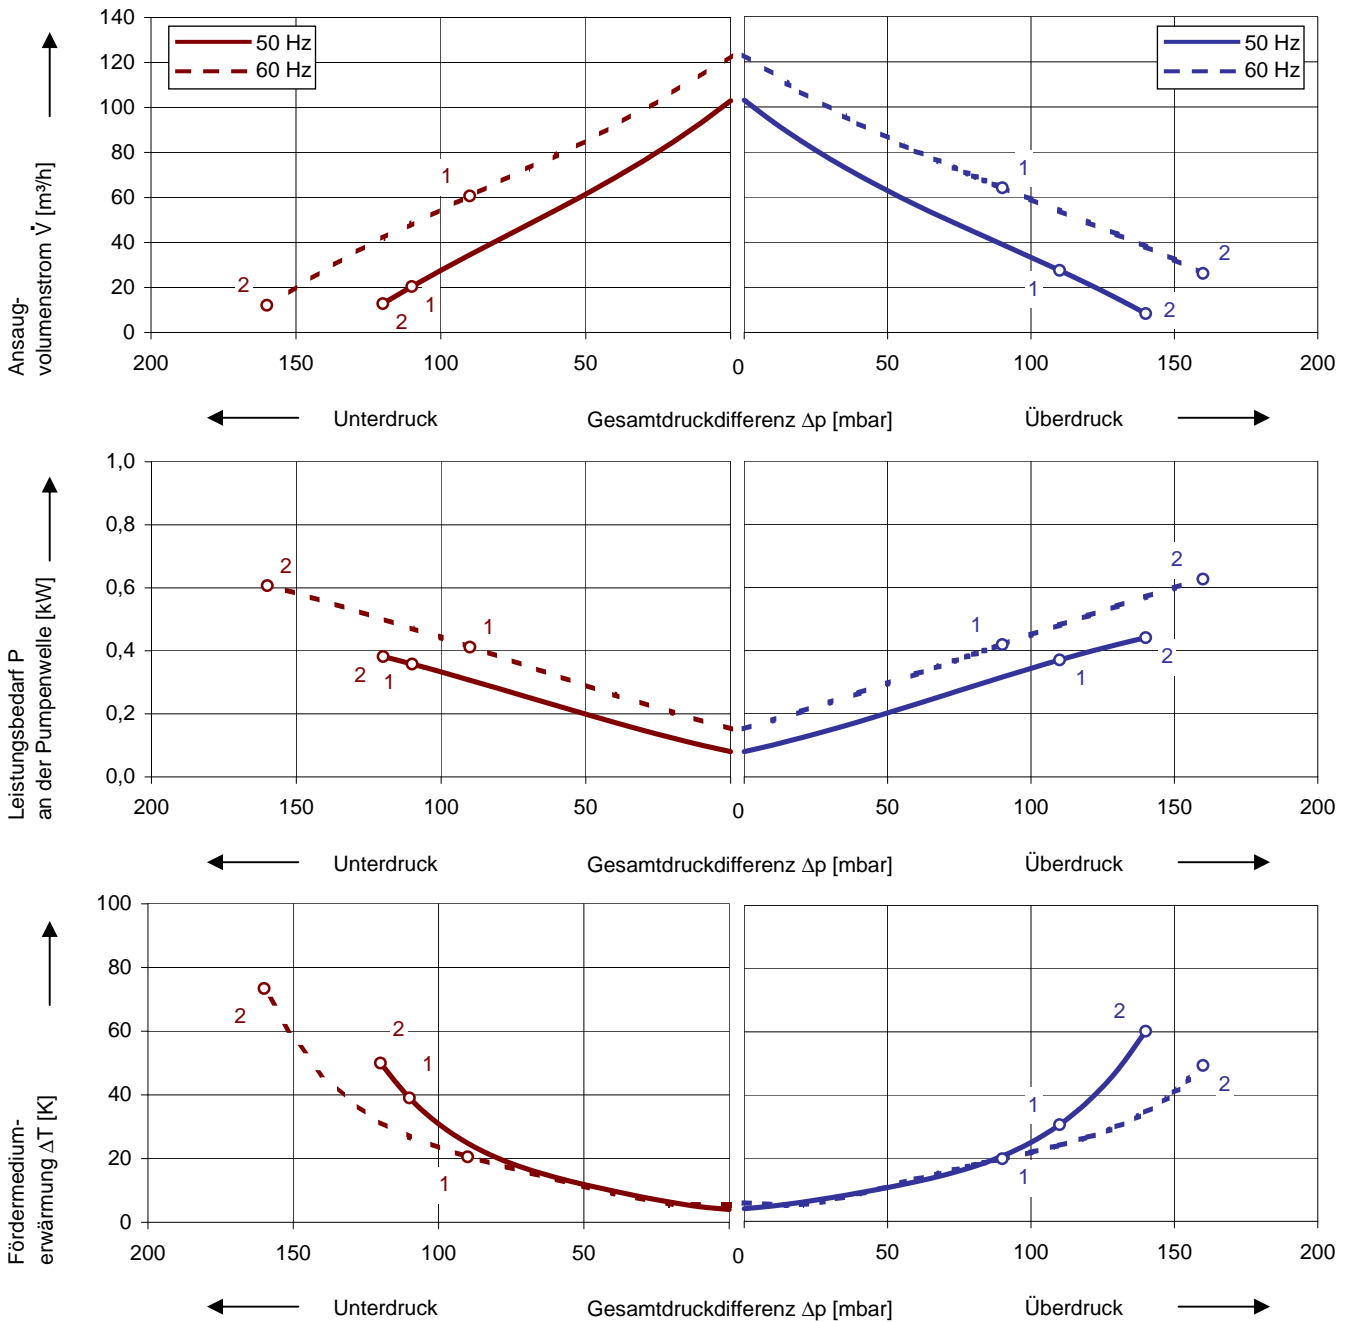 140
120
100
80
60
40
20
0
50 Hz
60 Hz
50 Hz
60 Hz
1
2
1
2
1
2
1
2
Ansaug-
volumenstrom V̇ [m³/h]
200 150 100 50 0 50 100 150 200
Unterdruck Gesamtdruckdifferenz Δp [mbar] Überdruck
1,0
0,8
0,6
0,4
0,2
0,0
2
1
2 1
2
1
2
1
Leistungsbedarf P
an der Pumpenwelle [kW]
200 150 100 50 0 50 100 150 200
Unterdruck Gesamtdruckdifferenz Δp [mbar] Überdruck
100
80
60
40
20
0
2
2
1
1
2
1
2
1
Fördermedium-
erwärmung ΔT [K]
200 150 100 50 0 50 100 150 200
Unterdruck Gesamtdruckdifferenz Δp [mbar] Überdruck